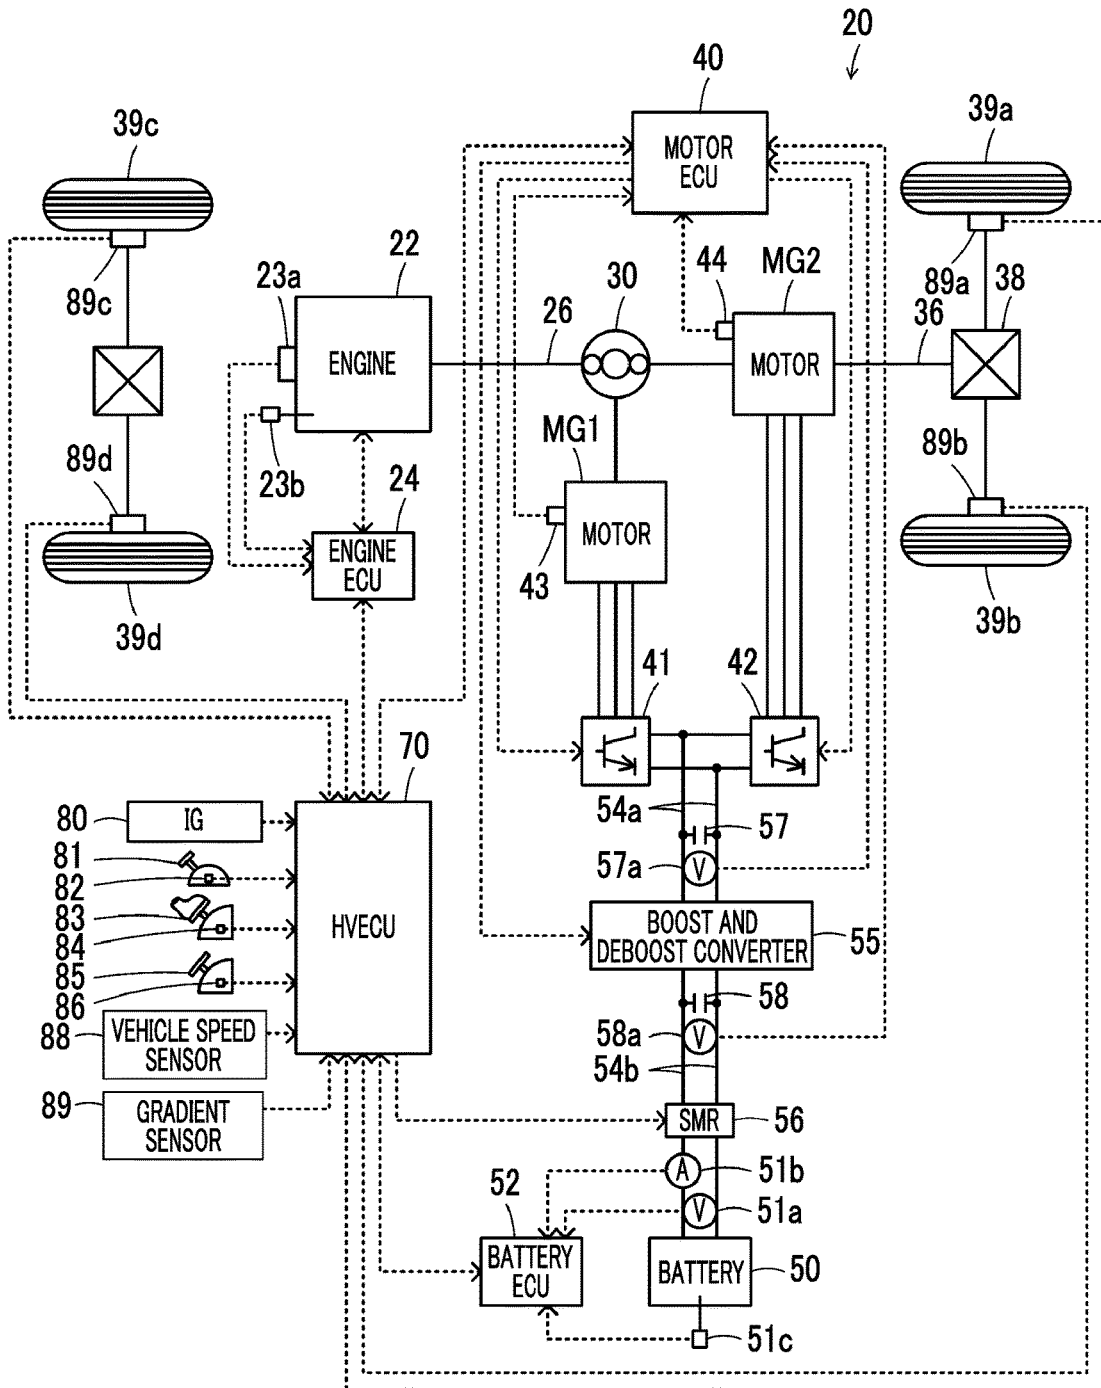 20
40
39c
39a
MOTOR
ECU
22
44
MG2
30
89a
38
23a
89c
26
36
ENGINE
MOTOR
MG1
89d
89b
23b
24
MOTOR
ENGINE
ECU
43
39d
39b
41
42
70
80
IG
54a
57
81
57a
V
82
83
HVECU
BOOST AND
DEBOOST CONVERTER
55
84
85
86
58
88
VEHICLE SPEED
SENSOR
58a
V
54b
89
GRADIENT
SENSOR
SMR
56
52
A
51b
V
51a
BATTERY
ECU
BATTERY
50
51c